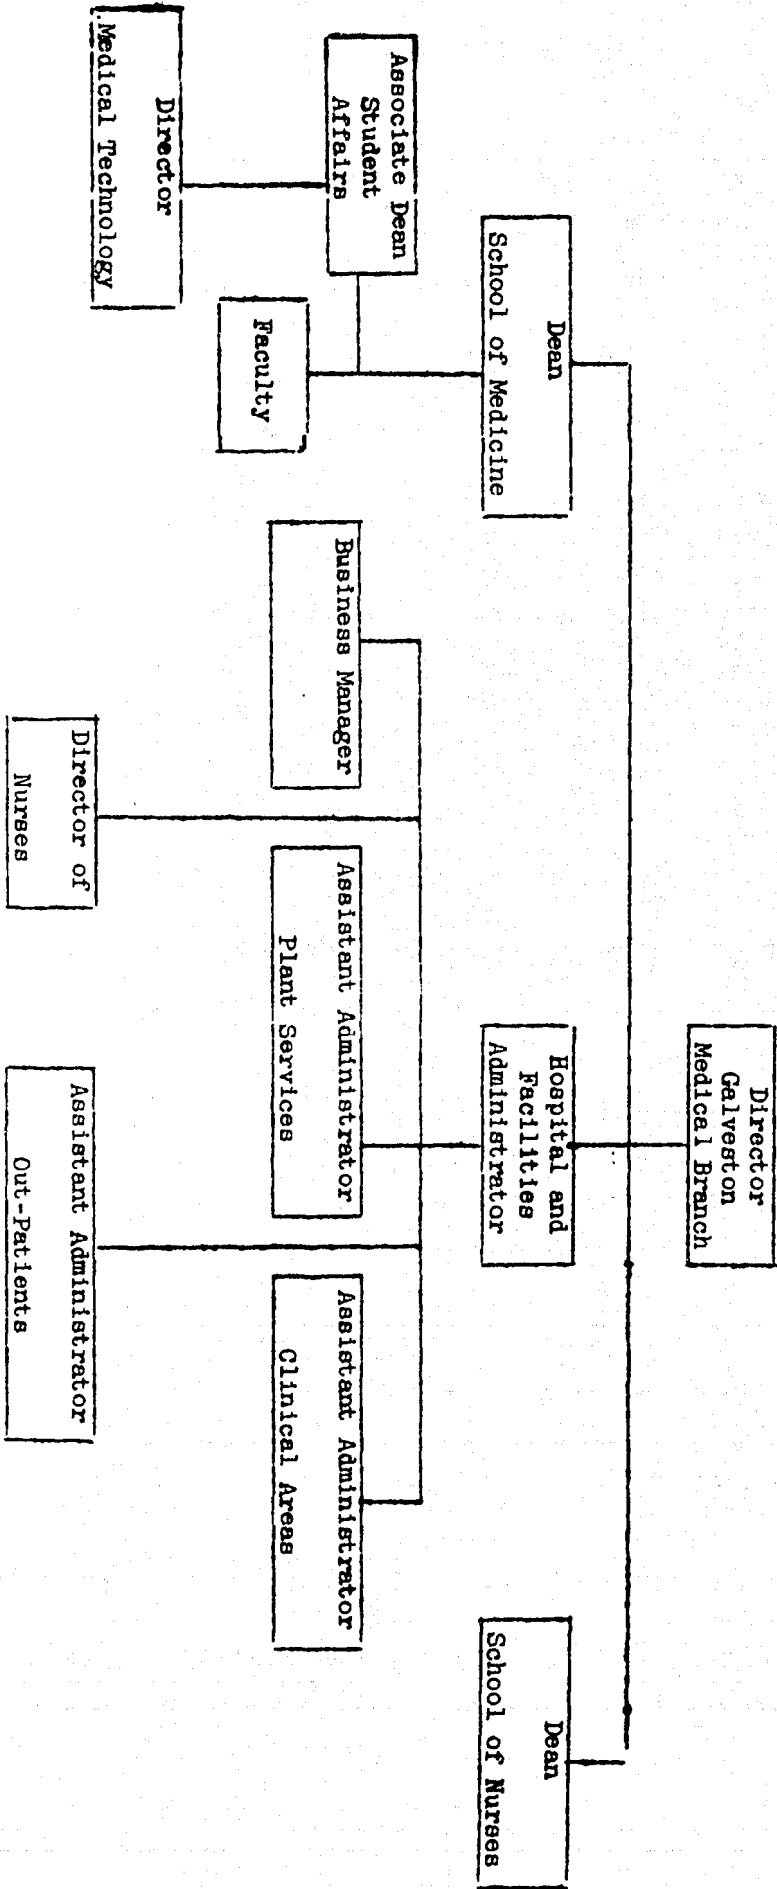 Director
Galveston
Medical Branch
Dean
School of Medicine
Hospital and
Facilities
Administrator
Dean
School of Nurses
Associate Dean
Student
Affairs
Faculty
Business Manager
Assistant Administrator
Plant Services
Assistant Administrator
Clinical Areas
Director
Medical Technology
Director of
Nurses
Assistant Administrator
Out-Patients